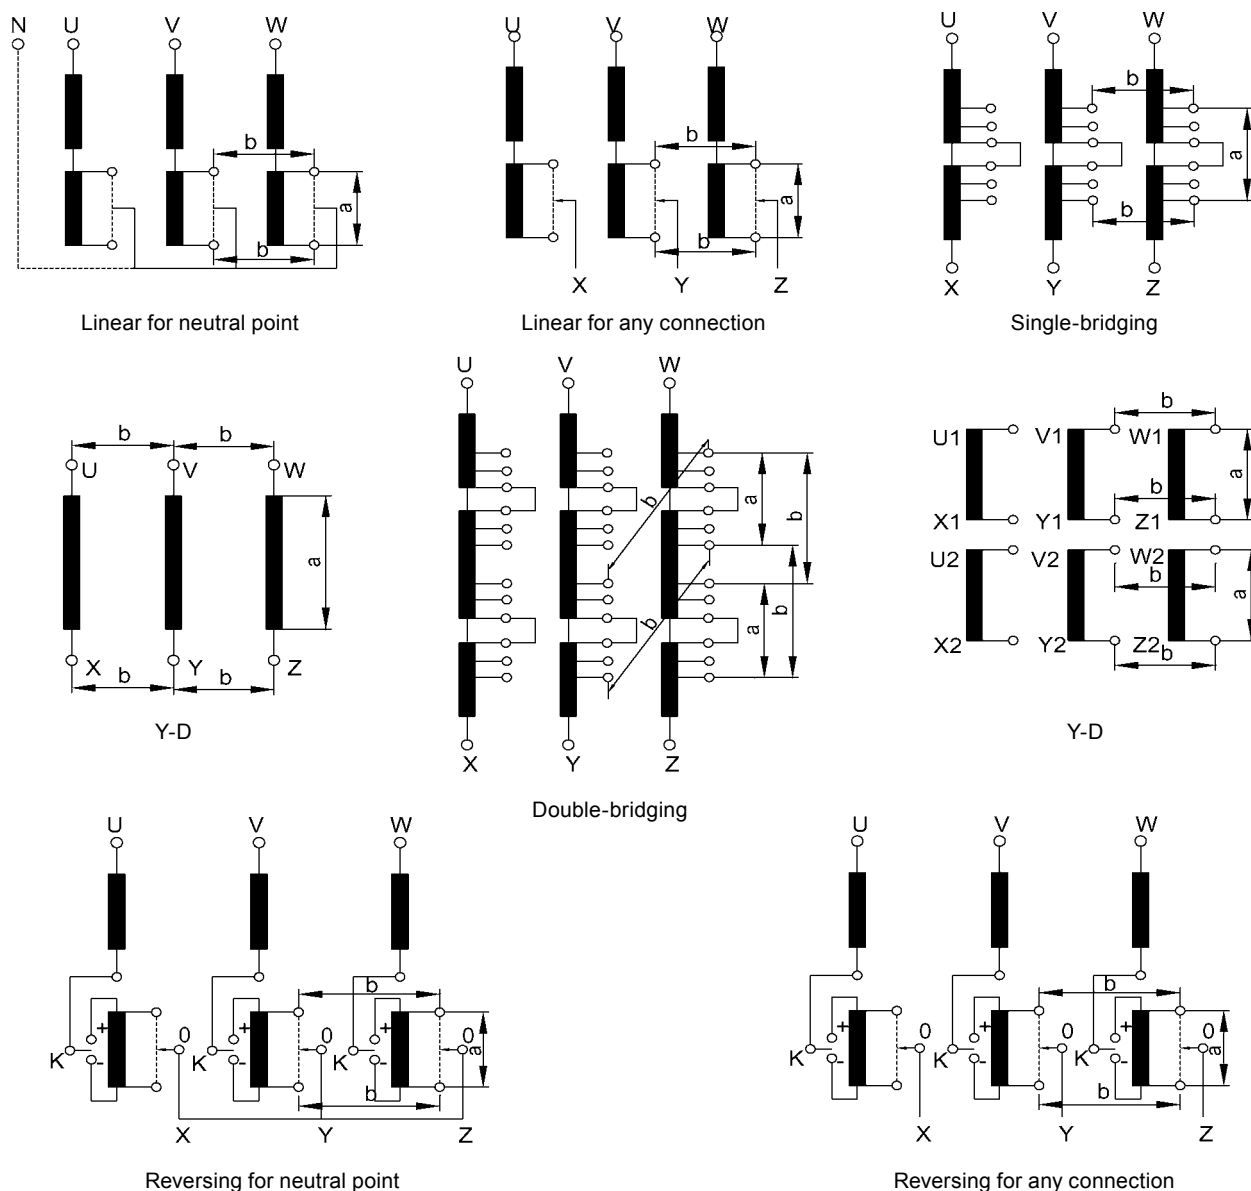 N U V W
b
a
b
Linear for neutral point
U V W
b
a
b
X Y Z
Linear for any connection
U V W
b
a
b
X Y Z
Single-bridging
b b
U V W
a
X Y Z
b b
Y-D
U V W
b
a
b
b
a
b
X Y Z
Double-bridging
b
U1 V1 W1
a
b
X1 Y1 Z1
U2 V2 W2
b
a
X2 Y2 Z2
b
Y-D
U V W
b
+ + +
0 0 0
K K K
a
- - -
b
X Y Z
Reversing for neutral point
U V W
b
+ + +
0 0 0
K K K
a
- - -
b
X Y Z
Reversing for any connection